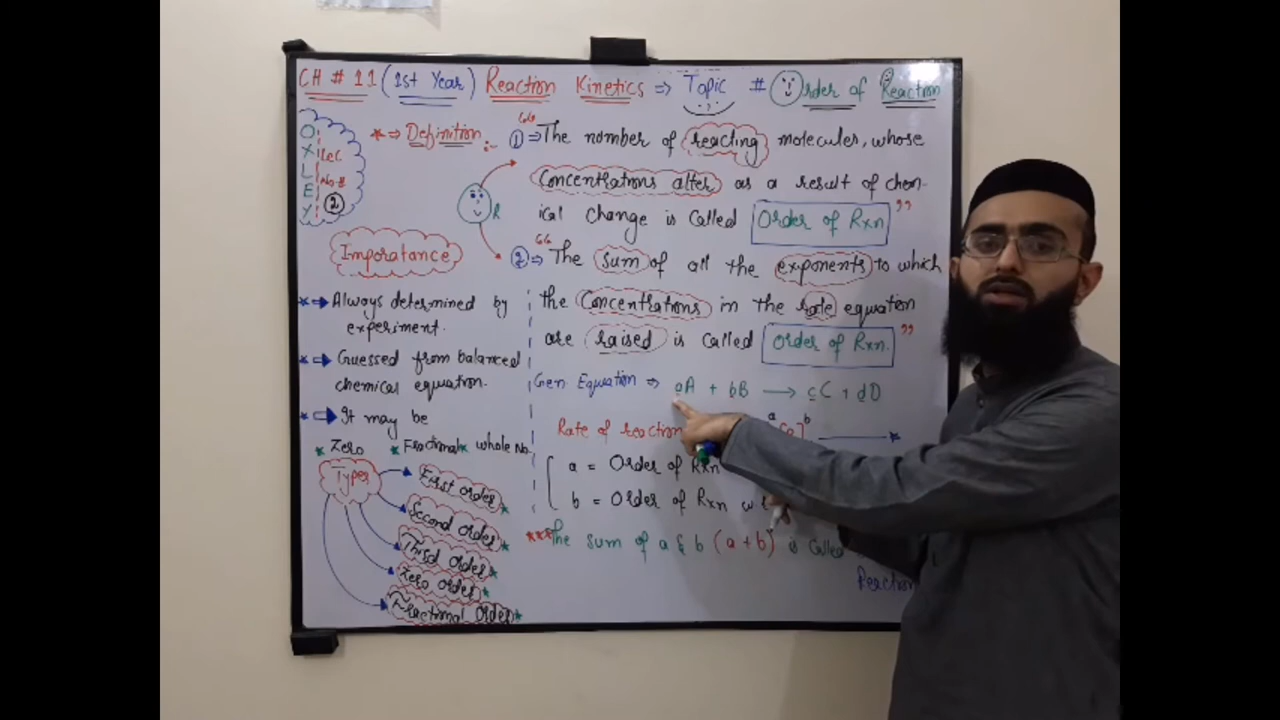 CH # 11 (1st Year) Reaction Kinetics ⇒ Topic # Order of Reaction
OXLEY
Lec
No #
2
* ⇒ Definition :-
① ⇒ "The number of reacting molecules, whose
Concentrations alter as a result of chem-
ical change is called Order of Rxn "
R
② ⇒ "The sum of all the exponents to which
the Concentrations in the rate equation
are raised is called Order of Rxn. "
Imporatance
* ⇒ Always determined by
experiment.
* ⇒ Guessed from balanced
chemical equation.
* ⇒ It may be
* Zero * Fractional * whole No.
Types
First order *
Second order *
Third order *
Zero order *
Fractional order *
Gen Equation ⇒ aA + bB → cC + dD
Rate of reaction
a b
a = Order of Rxn
b = Order of Rxn w
*** The sum of a & b (a + b) is called
Reaction